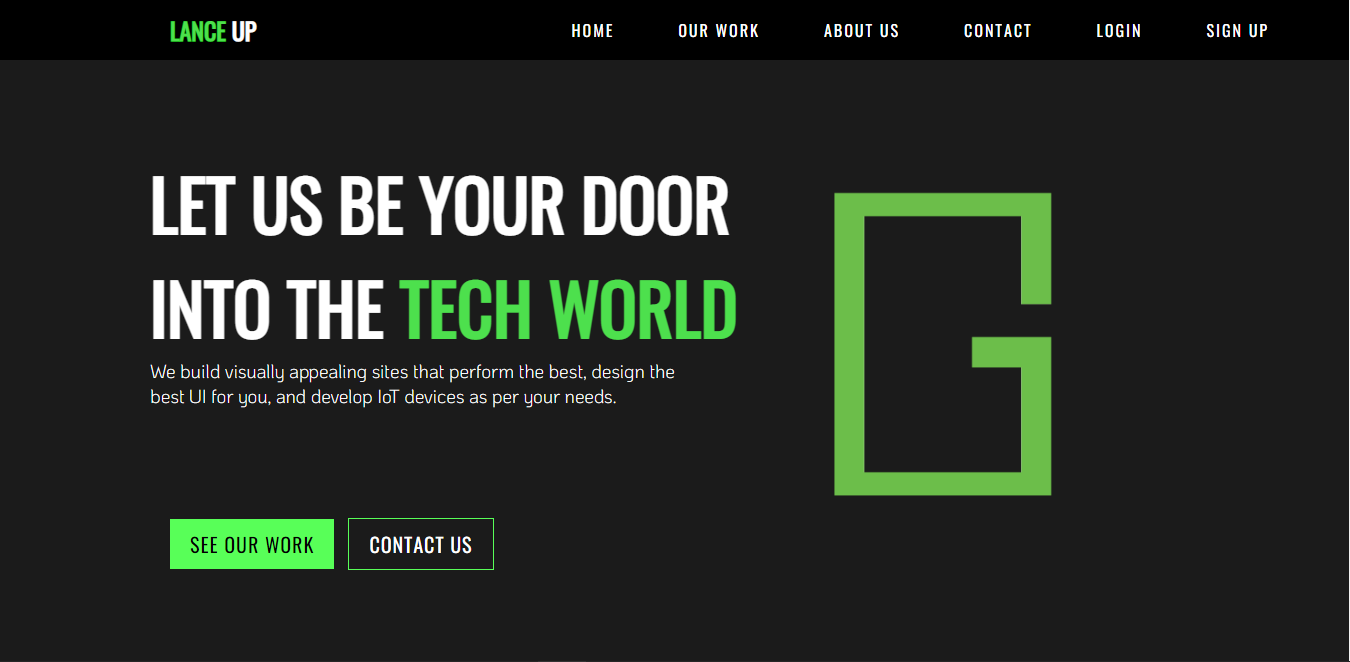 LANCE UP
HOME OUR WORK ABOUT US CONTACT LOGIN SIGN UP
LET US BE YOUR DOOR
INTO THE TECH WORLD
We build visually appealing sites that perform the best, design the
best UI for you, and develop IoT devices as per your needs.
G
SEE OUR WORK CONTACT US